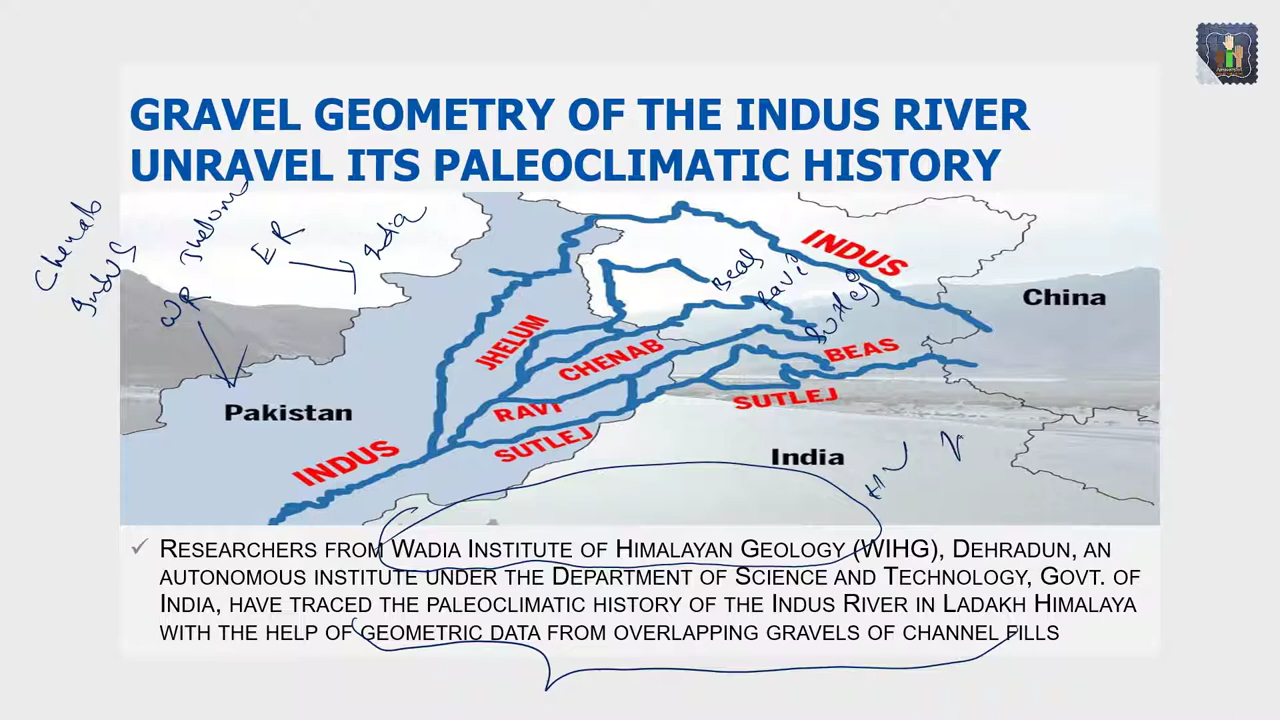 GRAVEL GEOMETRY OF THE INDUS RIVER
UNRAVEL ITS PALEOCLIMATIC HISTORY
Chenab
Indus
Jhelum
WR
ER
India
INDUS
Beas
Ravi
Sutlej
China
JHELUM
CHENAB
BEAS
Pakistan
RAVI
SUTLEJ
SUTLEJ
INDUS
India
✓ RESEARCHERS FROM WADIA INSTITUTE OF HIMALAYAN GEOLOGY (WIHG), DEHRADUN, AN
AUTONOMOUS INSTITUTE UNDER THE DEPARTMENT OF SCIENCE AND TECHNOLOGY, GOVT. OF
INDIA, HAVE TRACED THE PALEOCLIMATIC HISTORY OF THE INDUS RIVER IN LADAKH HIMALAYA
WITH THE HELP OF GEOMETRIC DATA FROM OVERLAPPING GRAVELS OF CHANNEL FILLS